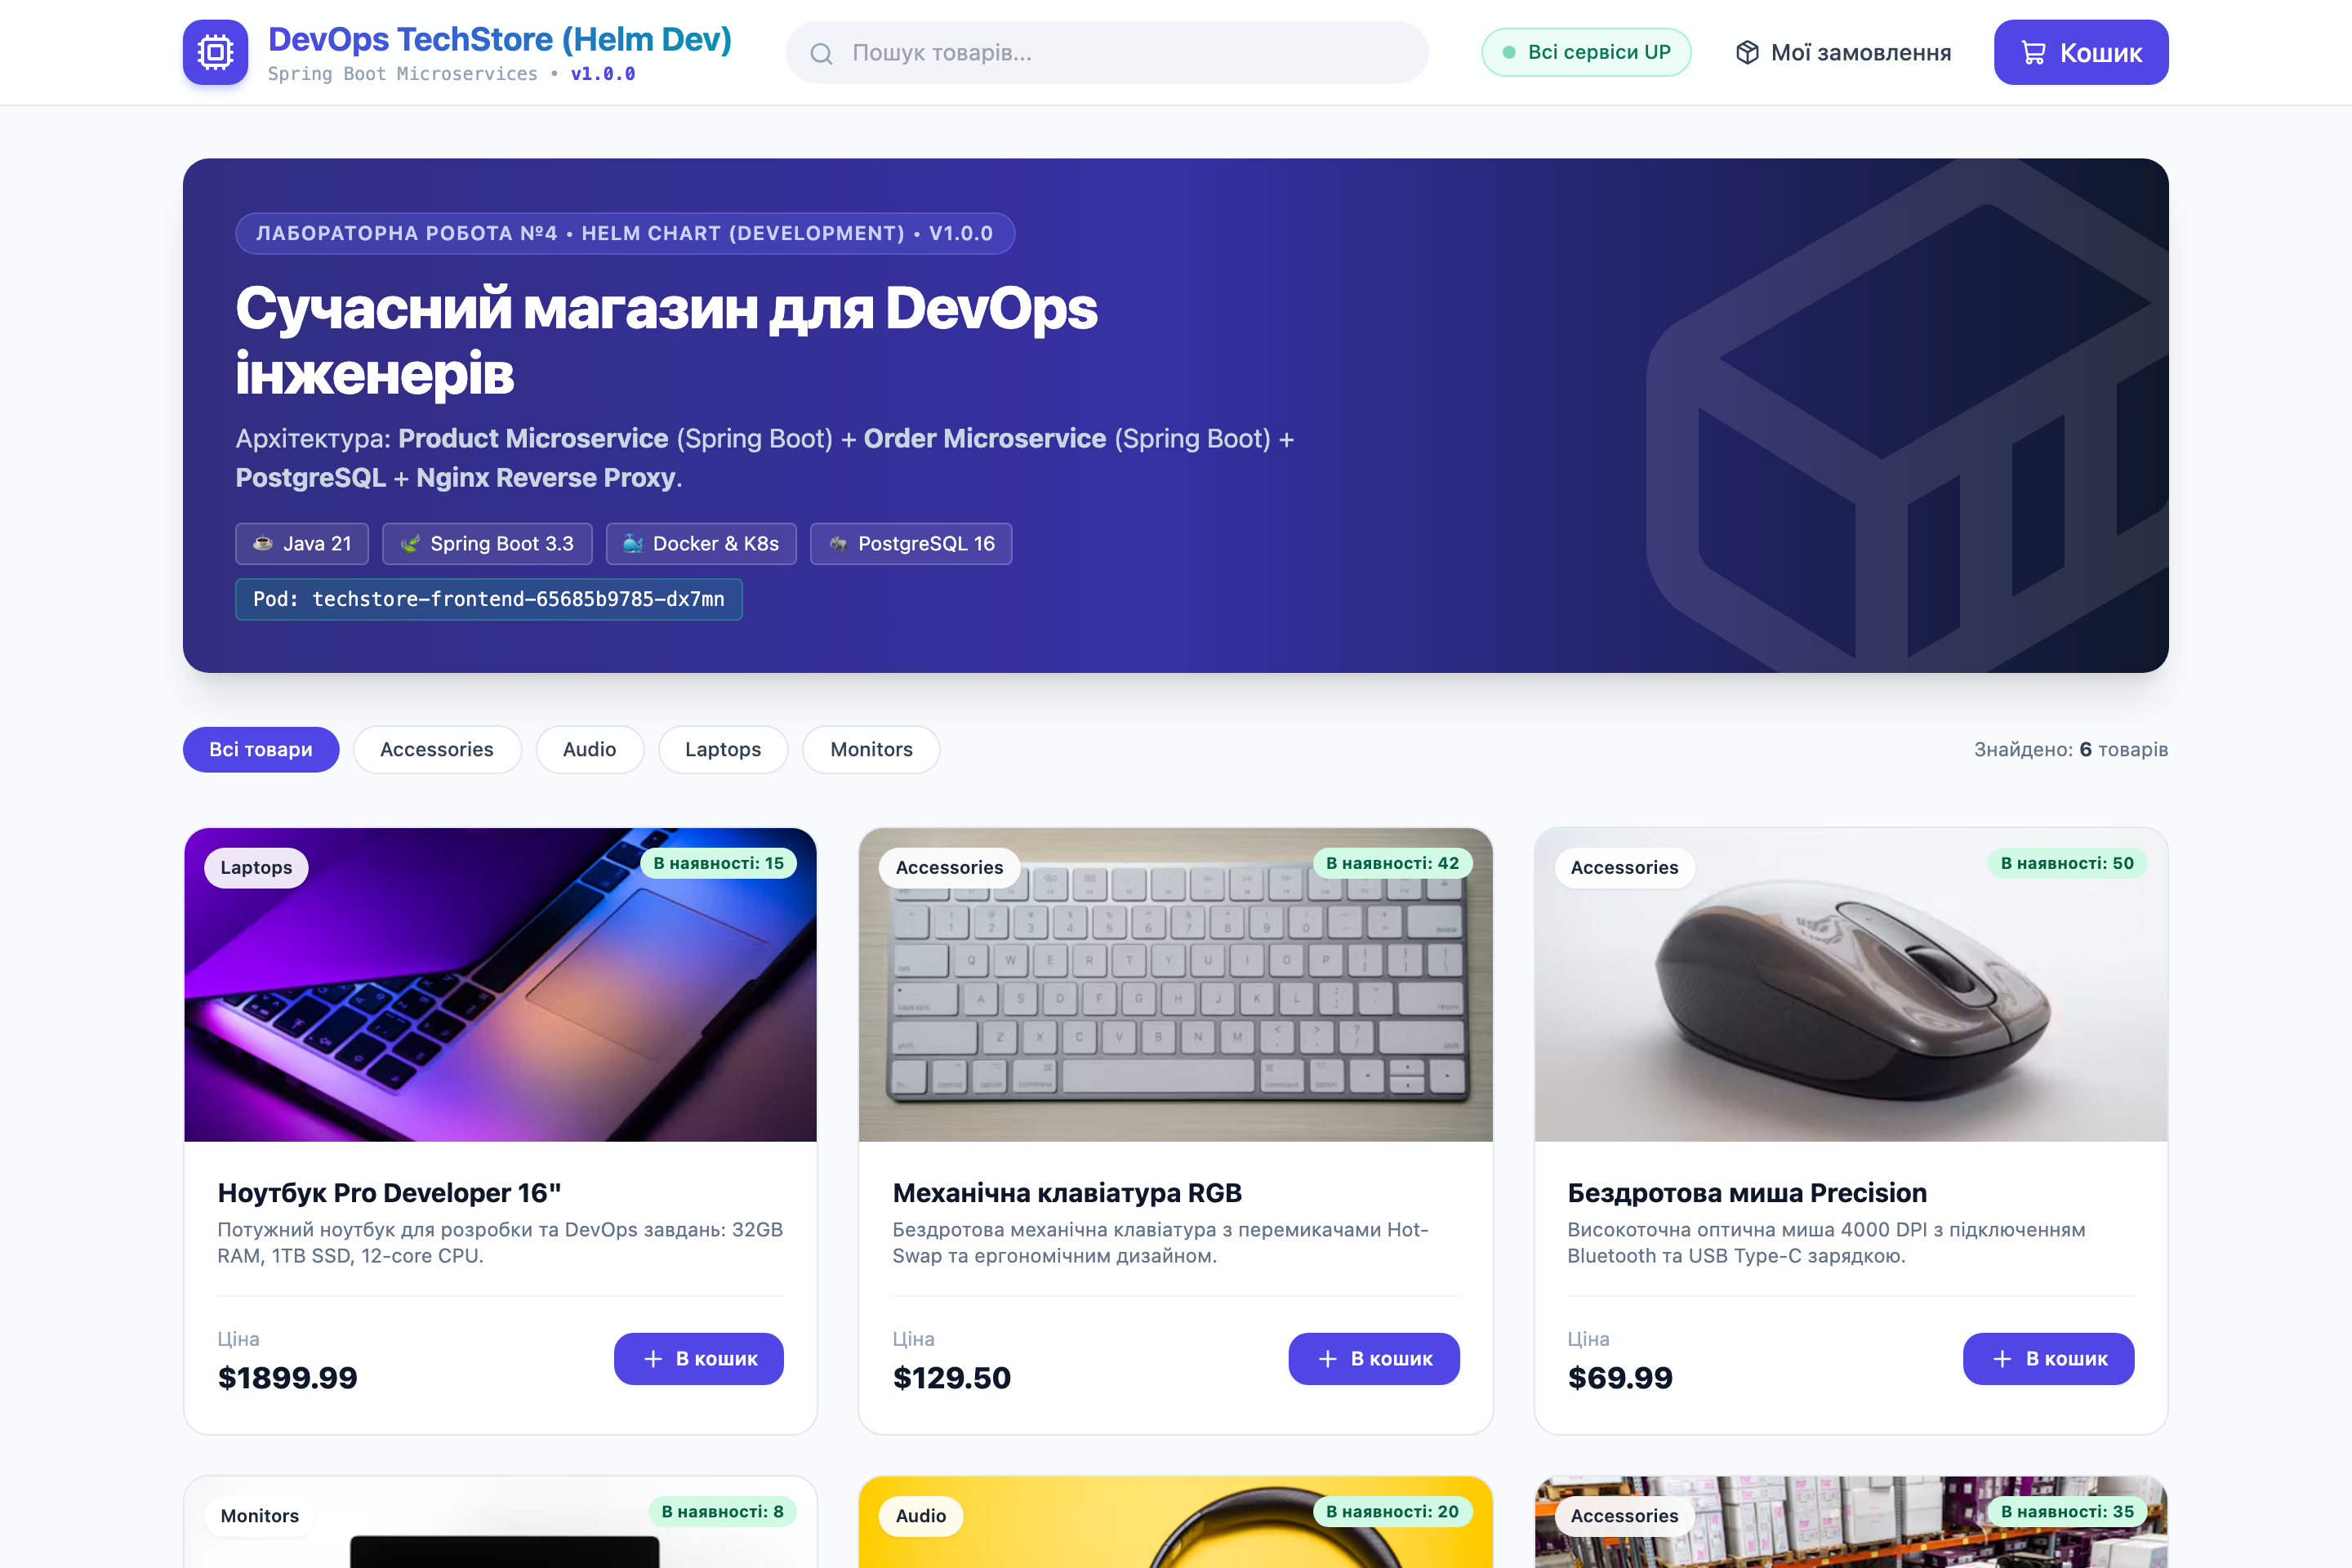 DevOps TechStore (Helm Dev)
Spring Boot Microservices • v1.0.0
Пошук товарів...
Всі сервіси UP
Мої замовлення
Кошик
ЛАБОРАТОРНА РОБОТА №4 • HELM CHART (DEVELOPMENT) • V1.0.0
Сучасний магазин для DevOps
інженерів
Архітектура: Product Microservice (Spring Boot) + Order Microservice (Spring Boot) +
PostgreSQL + Nginx Reverse Proxy.
Java 21
Spring Boot 3.3
Docker & K8s
PostgreSQL 16
Pod: techstore-frontend-65685b9785-dx7mn
Всі товари
Accessories
Audio
Laptops
Monitors
Знайдено: 6 товарів
Laptops
В наявності: 15
Ноутбук Pro Developer 16"
Потужний ноутбук для розробки та DevOps завдань: 32GB
RAM, 1TB SSD, 12-core CPU.
Ціна
$1899.99
В кошик
Accessories
В наявності: 42
Механічна клавіатура RGB
Бездротова механічна клавіатура з перемикачами Hot-
Swap та ергономічним дизайном.
Ціна
$129.50
В кошик
Accessories
В наявності: 50
Бездротова миша Precision
Високоточна оптична миша 4000 DPI з підключенням
Bluetooth та USB Type-C зарядкою.
Ціна
$69.99
В кошик
Monitors
В наявності: 8
Audio
В наявності: 20
Accessories
В наявності: 35